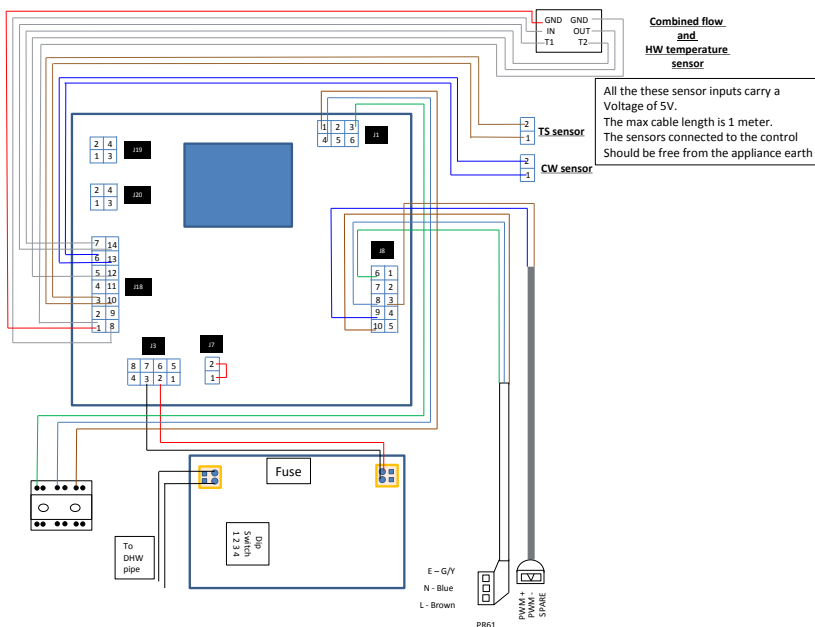 GND GND
IN OUT
T1 T2
Combined flow
and
HW temperature
sensor
All the these sensor inputs carry a
Voltage of 5V.
The max cable length is 1 meter.
The sensors connected to the control
Should be free from the appliance earth
2
1
TS sensor
2
1
CW sensor
1 2 3
4 5 6
J1
2 4
1 3
J19
2 4
1 3
J20
7 14
6 13
5 12
4 11
3 10
2 9
1 8
J18
J8
6 1
7 2
8 3
9 4
10 5
J3
8 7 6 5
4 3 2 1
J7
2
1
Fuse
Dip
Switch
1 2 3 4
To
DHW
pipe
E – G/Y
N - Blue
L - Brown
PR61
PWM +
PWM -
SPARE